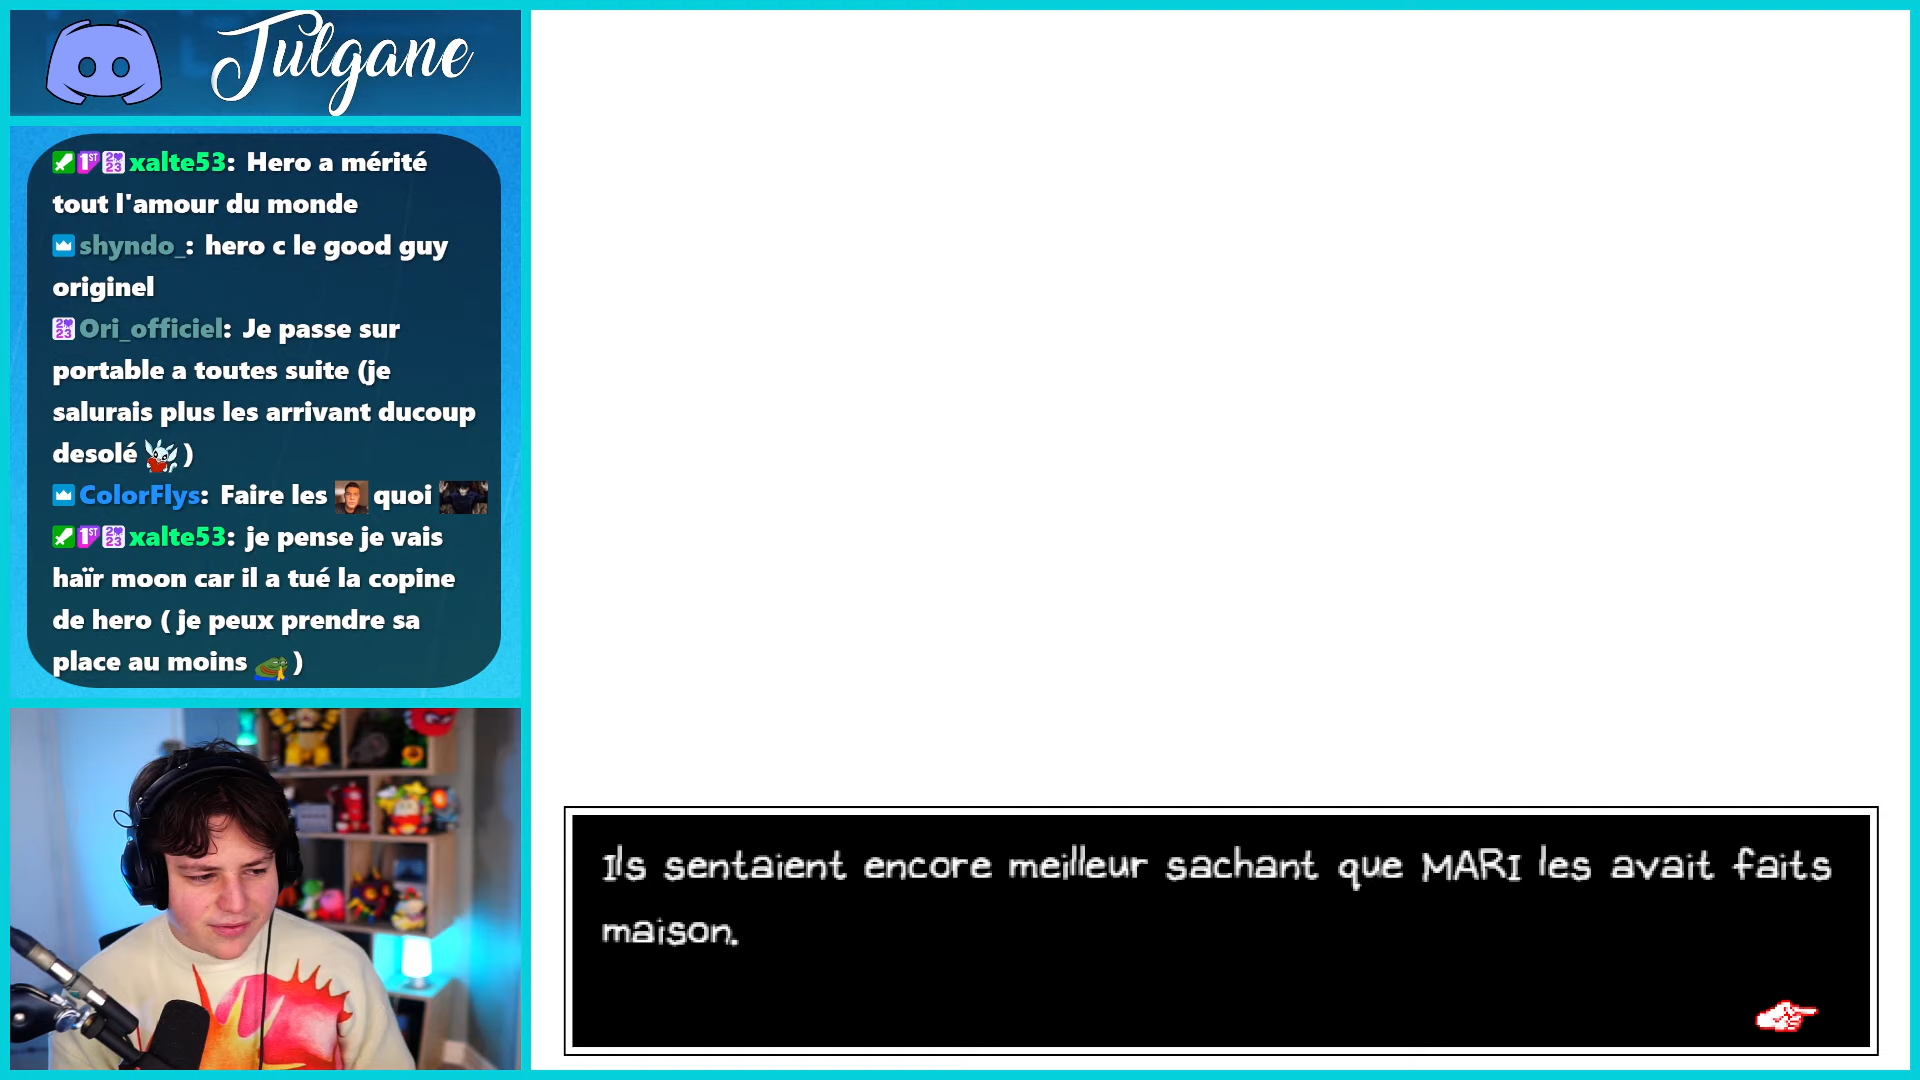 Julgane
xalte53: Hero a mérité
tout l'amour du monde
shyndo_: hero c le good guy
originel
Ori_officiel: Je passe sur
portable a toutes suite (je
salurais plus les arrivant ducoup
desolé )
ColorFlys: Faire les quoi
xalte53: je pense je vais
haïr moon car il a tué la copine
de hero ( je peux prendre sa
place au moins )
Ils sentaient encore meilleur sachant que MARI les avait faits
maison.